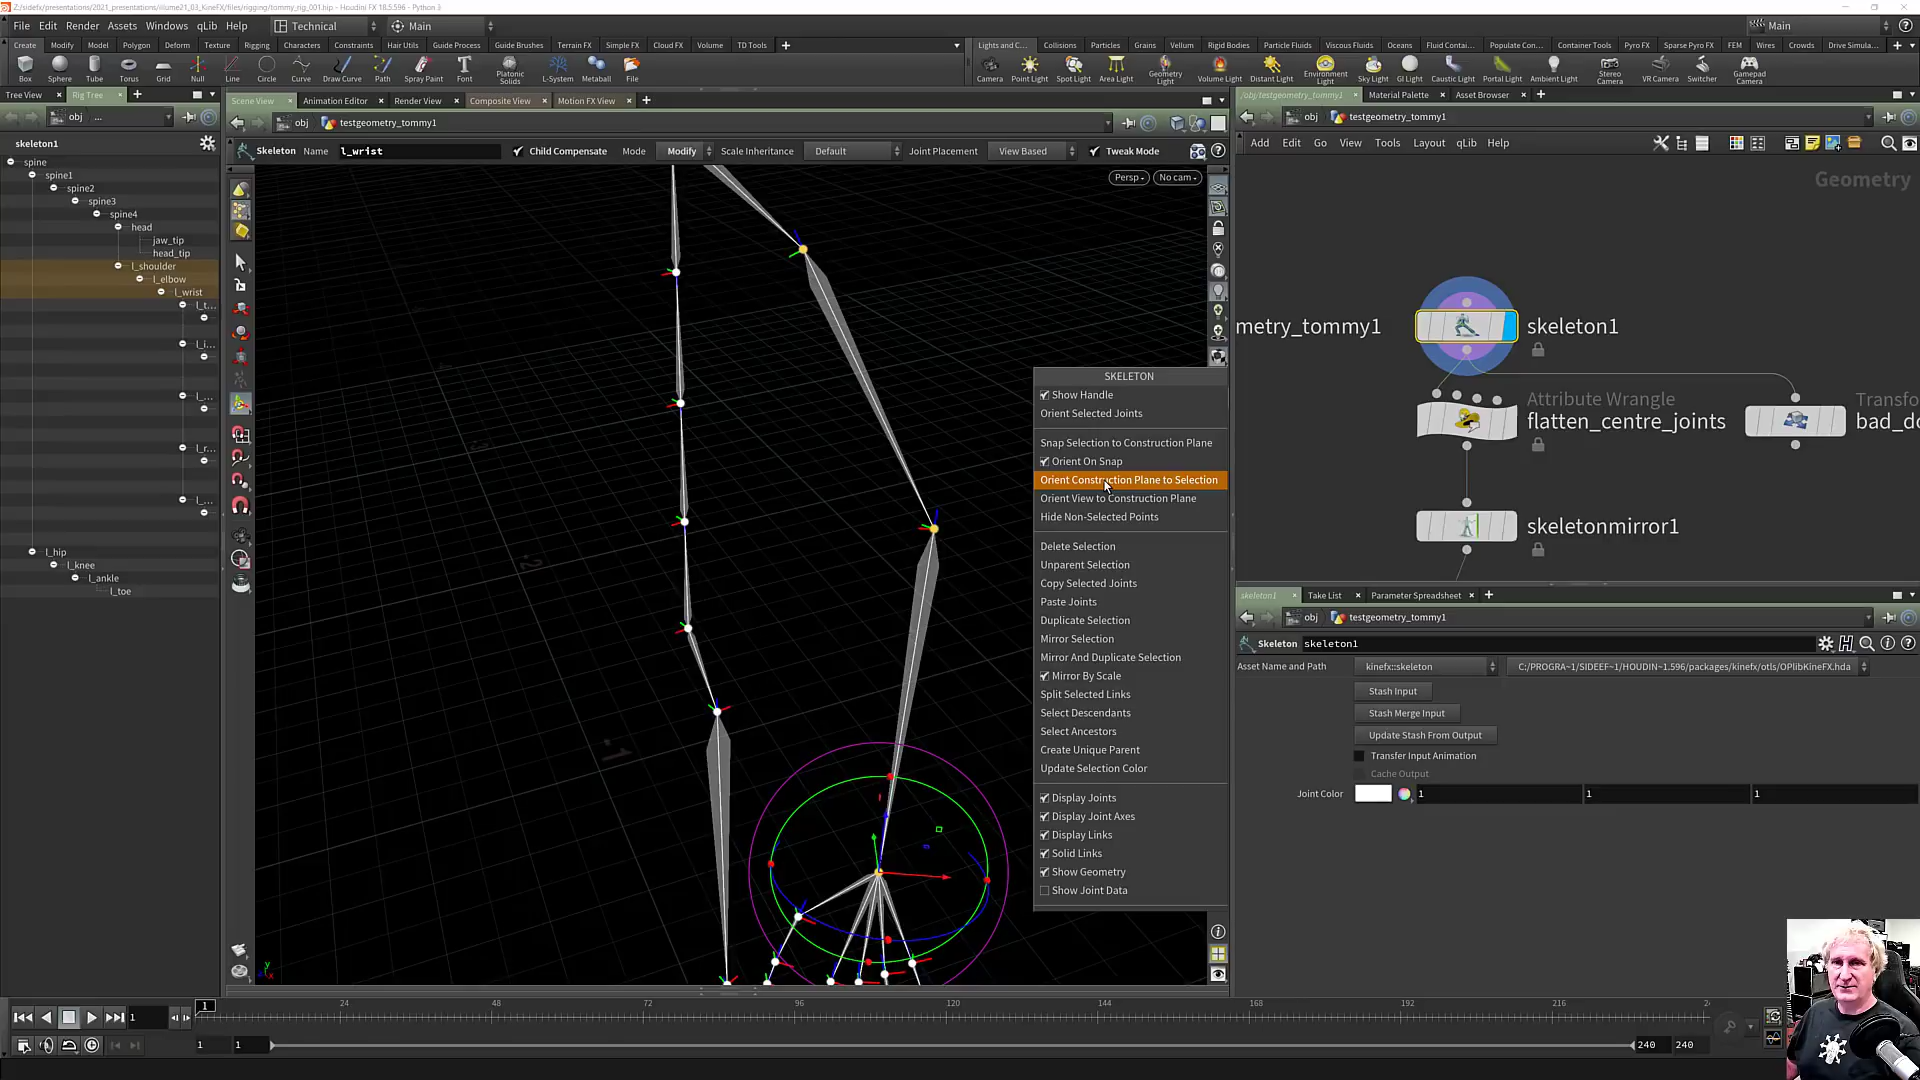 Z:/sidefx/presentations/2021_presentations/illume21_03_KineFX/files/rigging/tommy_rig_001.hip - Houdini FX 18.5.596 - Python 3
File Edit Render Assets Windows qLib Help Technical Main Main
Create Modify Model Polygon Deform Texture Rigging Characters Constraints Hair Utils Guide Process Guide Brushes Terrain FX Simple FX Cloud FX Volume TD Tools
Lights and C... Collisions Particles Grains Vellum Rigid Bodies Particle Fluids Viscous Fluids Oceans Fluid Contai... Populate Con... Container Tools Pyro FX Sparse Pyro FX FEM Wires Crowds Drive Simula...
Box Sphere Tube Torus Grid Null Line Circle Curve Draw Curve Path Spray Paint Font Platonic Solids L-System Metaball File
Camera Point Light Spot Light Area Light Geometry Light Volume Light Distant Light Environment Light Sky Light GI Light Caustic Light Portal Light Ambient Light Stereo Camera VR Camera Switcher Gamepad Camera
Tree View Rig Tree
Scene View Animation Editor Render View Composite View Motion FX View
/obj/testgeometry_tommy1 Material Palette Asset Browser
obj ...
obj testgeometry_tommy1
obj testgeometry_tommy1
skeleton1
Skeleton Name l_wrist Child Compensate Mode Modify Scale Inheritance Default Joint Placement View Based Tweak Mode
Add Edit Go View Tools Layout qLib Help
Persp No cam
Geometry
spine
spine1
spine2
spine3
spine4
head
jaw_tip
head_tip
l_shoulder
l_elbow
l_wrist
l_t...
l_i...
l_...
l_r...
l_...
l_hip
l_knee
l_ankle
l_toe
SKELETON
Show Handle
Orient Selected Joints
Snap Selection to Construction Plane
Orient On Snap
Orient Construction Plane to Selection
Orient View to Construction Plane
Hide Non-Selected Points
Delete Selection
Unparent Selection
Copy Selected Joints
Paste Joints
Duplicate Selection
Mirror Selection
Mirror And Duplicate Selection
Mirror By Scale
Split Selected Links
Select Descendants
Select Ancestors
Create Unique Parent
Update Selection Color
Display Joints
Display Joint Axes
Display Links
Solid Links
Show Geometry
Show Joint Data
metry_tommy1 skeleton1
Attribute Wrangle
flatten_centre_joints
Transfo
bad_do
skeletonmirror1
skeleton1 Take List Parameter Spreadsheet
obj testgeometry_tommy1
Skeleton skeleton1
Asset Name and Path kinefx::skeleton C:/PROGRA~1/SIDEEF~1/HOUDIN~1.596/packages/kinefx/otls/OPlibKineFX.hda
Stash Input
Stash Merge Input
Update Stash From Output
Transfer Input Animation
Cache Output
Joint Color 1 1 1
1 1 24 48 72 96 120 144 168 192 216
1 1 240 240